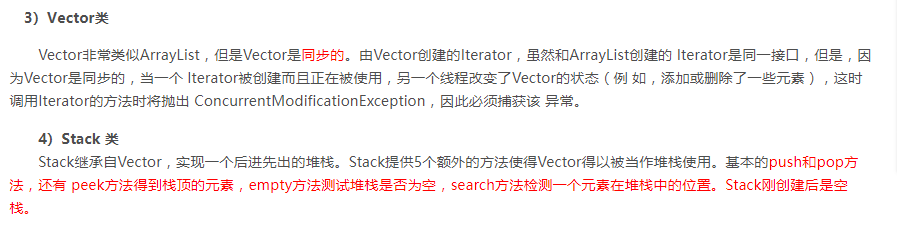 3）Vector类
Vector非常类似ArrayList，但是Vector是同步的。由Vector创建的Iterator，虽然和ArrayList创建的 Iterator是同一接口，但是，因
为Vector是同步的，当一个 Iterator被创建而且正在被使用，另一个线程改变了Vector的状态（例 如，添加或删除了一些元素），这时
调用Iterator的方法时将抛出 ConcurrentModificationException，因此必须捕获该 异常。
4）Stack 类
Stack继承自Vector，实现一个后进先出的堆栈。Stack提供5个额外的方法使得Vector得以被当作堆栈使用。基本的push和pop方
法，还有 peek方法得到栈顶的元素，empty方法测试堆栈是否为空，search方法检测一个元素在堆栈中的位置。Stack刚创建后是空
栈。